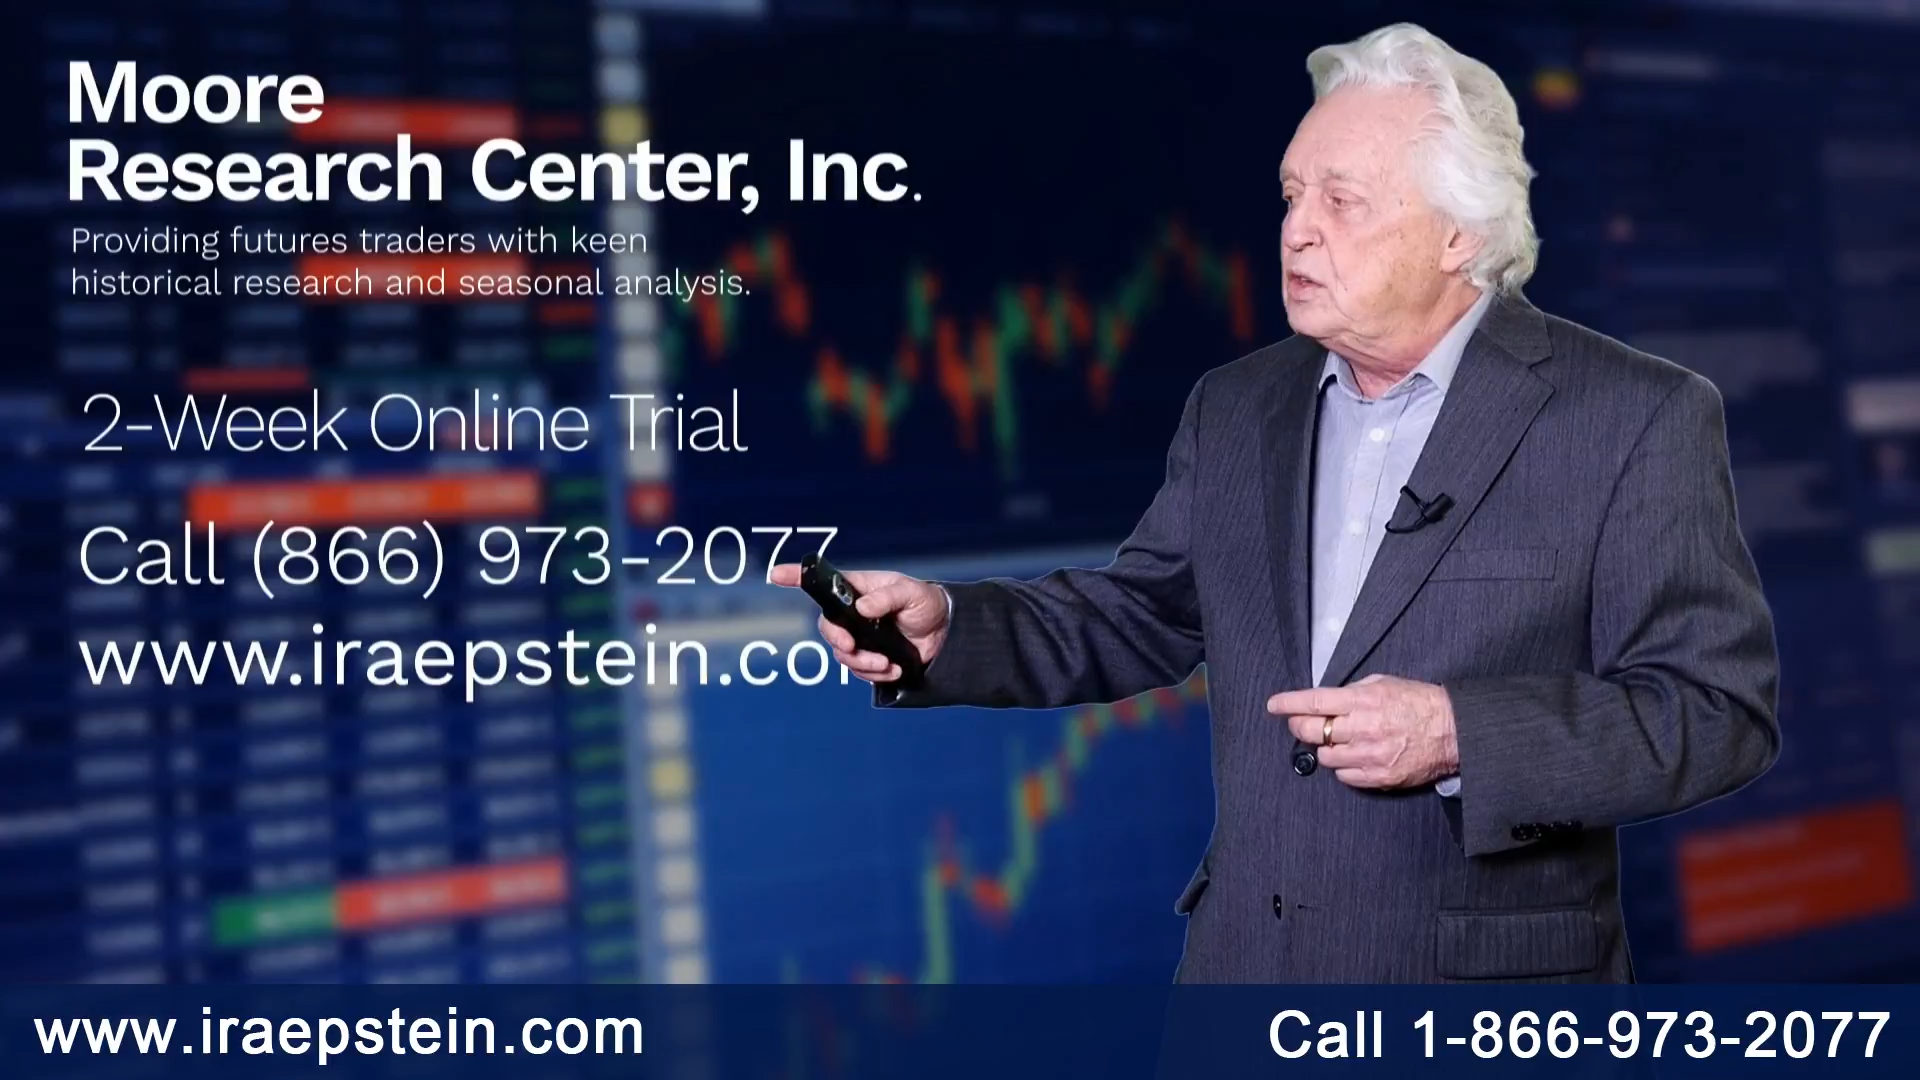 Moore
Research Center, Inc.
Providing futures traders with keen
historical research and seasonal analysis.
2-Week Online Trial
Call (866) 973-2077
www.iraepstein.co
www.iraepstein.com
Call 1-866-973-2077